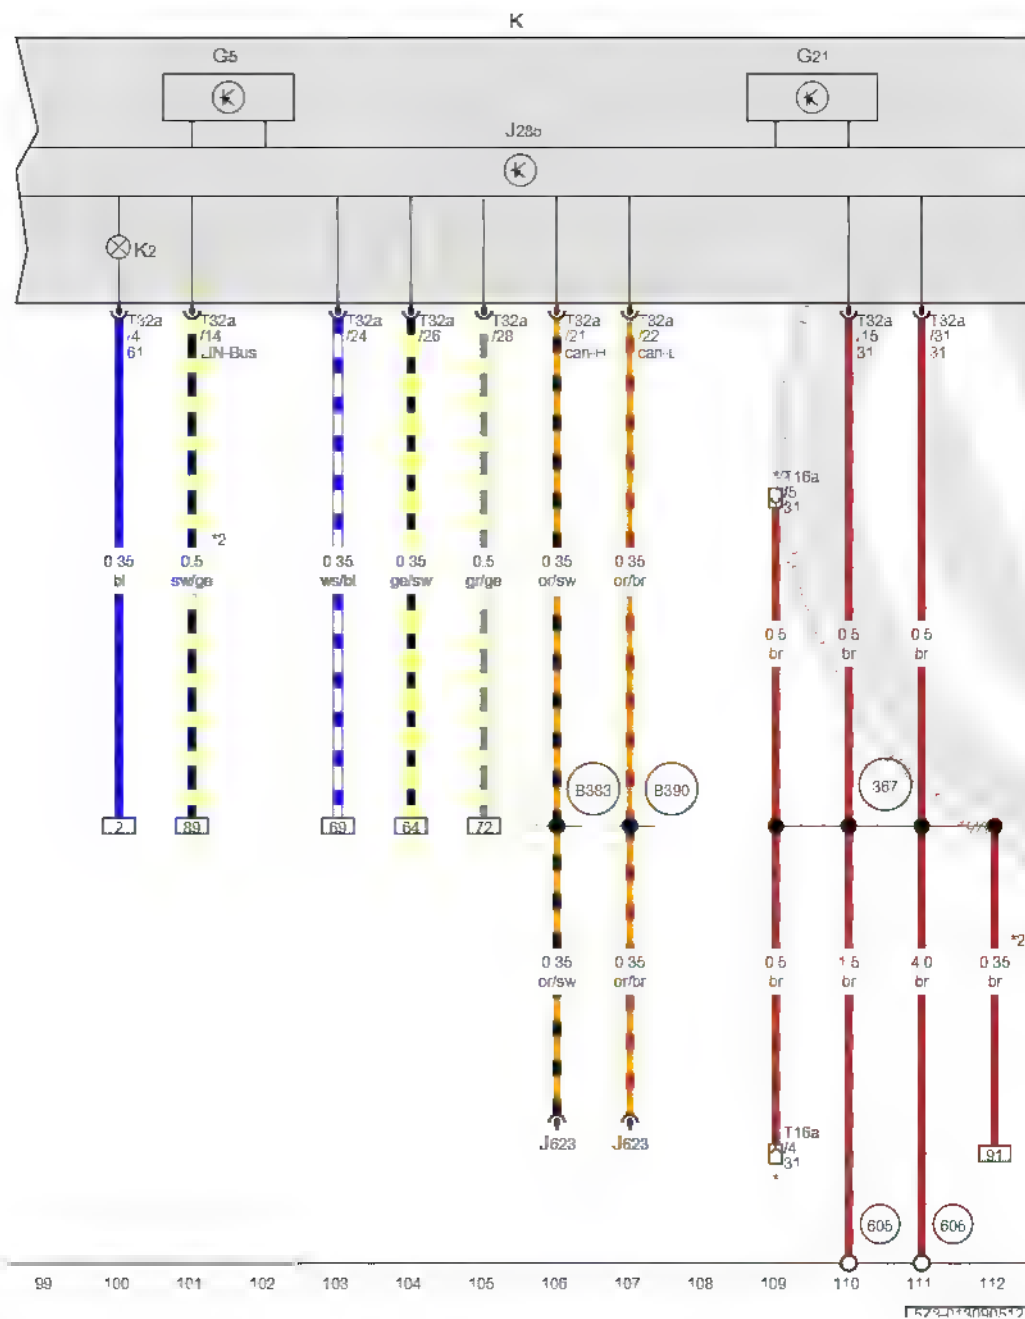 K
G5 G21
J285
K K K
K2
T32a T32a T32a T32a T32a T32a T32a T32a T32a
/4 /14 /24 /26 /28 /21 /22 /15 /31
61 LIN-Bus can-H can-L 31 31
*/T16a
/5
31
*2
0.35 0.5 0.35 0.35 0.5 0.35 0.35
bl sw/ge ws/bl ge/sw gr/ge or/sw or/br
0.5 0.5 0.5
br br br
B383 B390 367
2 89 69 64 72
*2
0.35 0.35 0.5 1.5 4.0 0.35
or/sw or/br br br br br
J623 J623
T16a
/4
31
*
91
605 606
99 100 101 102 103 104 105 106 107 108 109 110 111 112